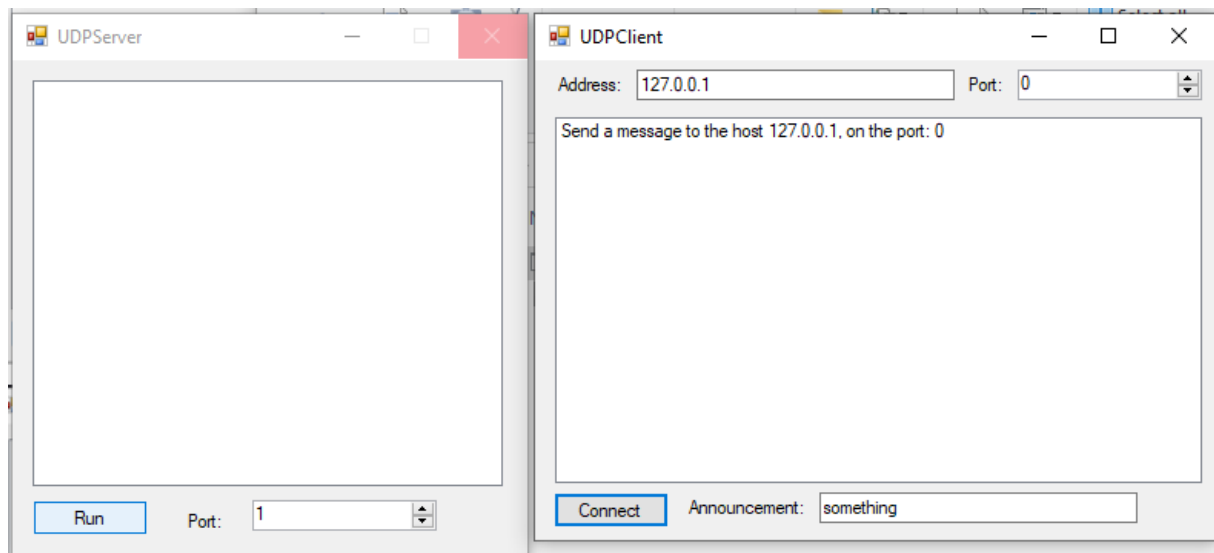 UDPServer
Run
Port:
1
UDPClient
Address:
127.0.0.1
Port:
0
Send a message to the host 127.0.0.1, on the port: 0
Connect
Announcement:
something